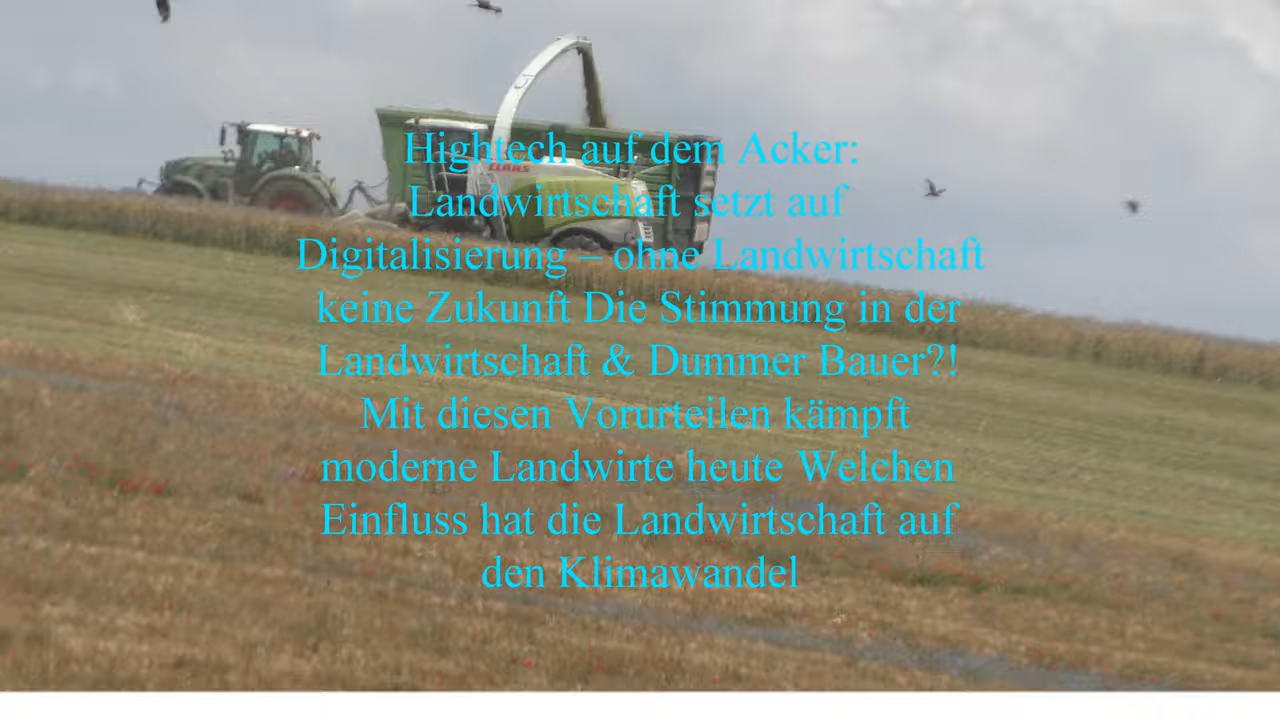 CLAAS
Hightech auf dem Acker:
Landwirtschaft setzt auf
Digitalisierung – ohne Landwirtschaft
keine Zukunft Die Stimmung in der
Landwirtschaft & Dummer Bauer?!
Mit diesen Vorurteilen kämpft
moderne Landwirte heute Welchen
Einfluss hat die Landwirtschaft auf
den Klimawandel